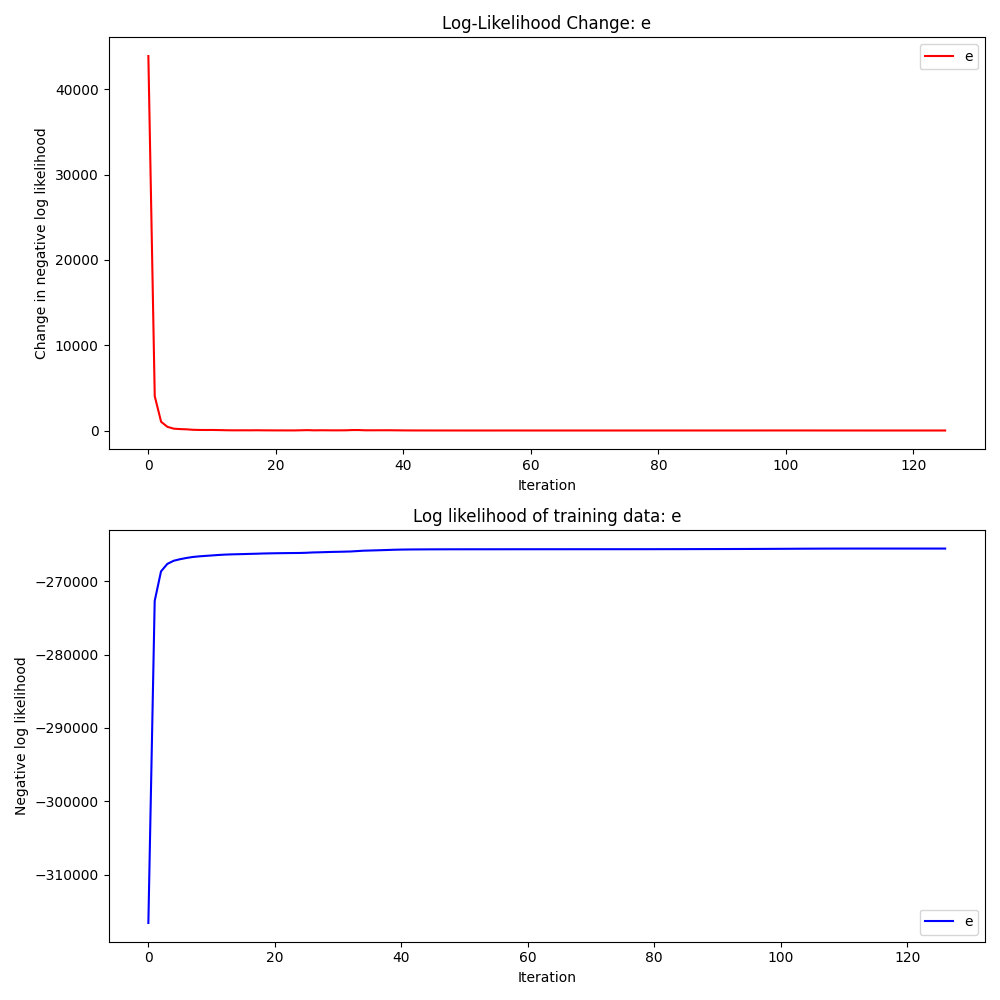 Log-Likelihood Change: e
e
Change in negative log likelihood
40000
30000
20000
10000
0
0 20 40 60 80 100 120
Iteration
Log likelihood of training data: e
Negative log likelihood
−270000
−280000
−290000
−300000
−310000
e
0 20 40 60 80 100 120
Iteration